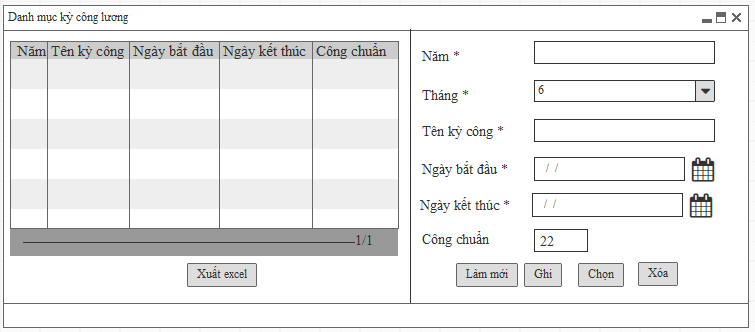 Danh mục kỳ công lương
Năm Tên kỳ công Ngày bắt đầu Ngày kết thúc Công chuẩn
1/1
Xuất excel
Năm *
Tháng * 6
Tên kỳ công *
Ngày bắt đầu * / /
Ngày kết thúc * / /
Công chuẩn 22
Làm mới Ghi Chọn Xóa